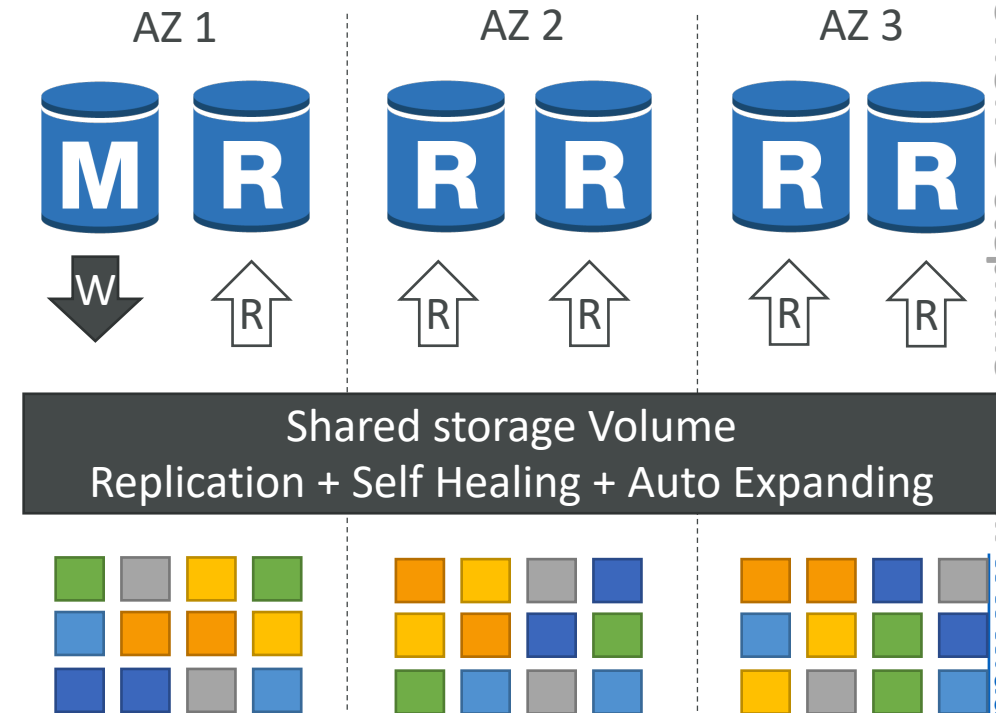 AZ 1
AZ 2
AZ 3
M
R
R
R
R
R
W
R
R
R
R
R
Shared storage Volume
Replication + Self Healing + Auto Expanding